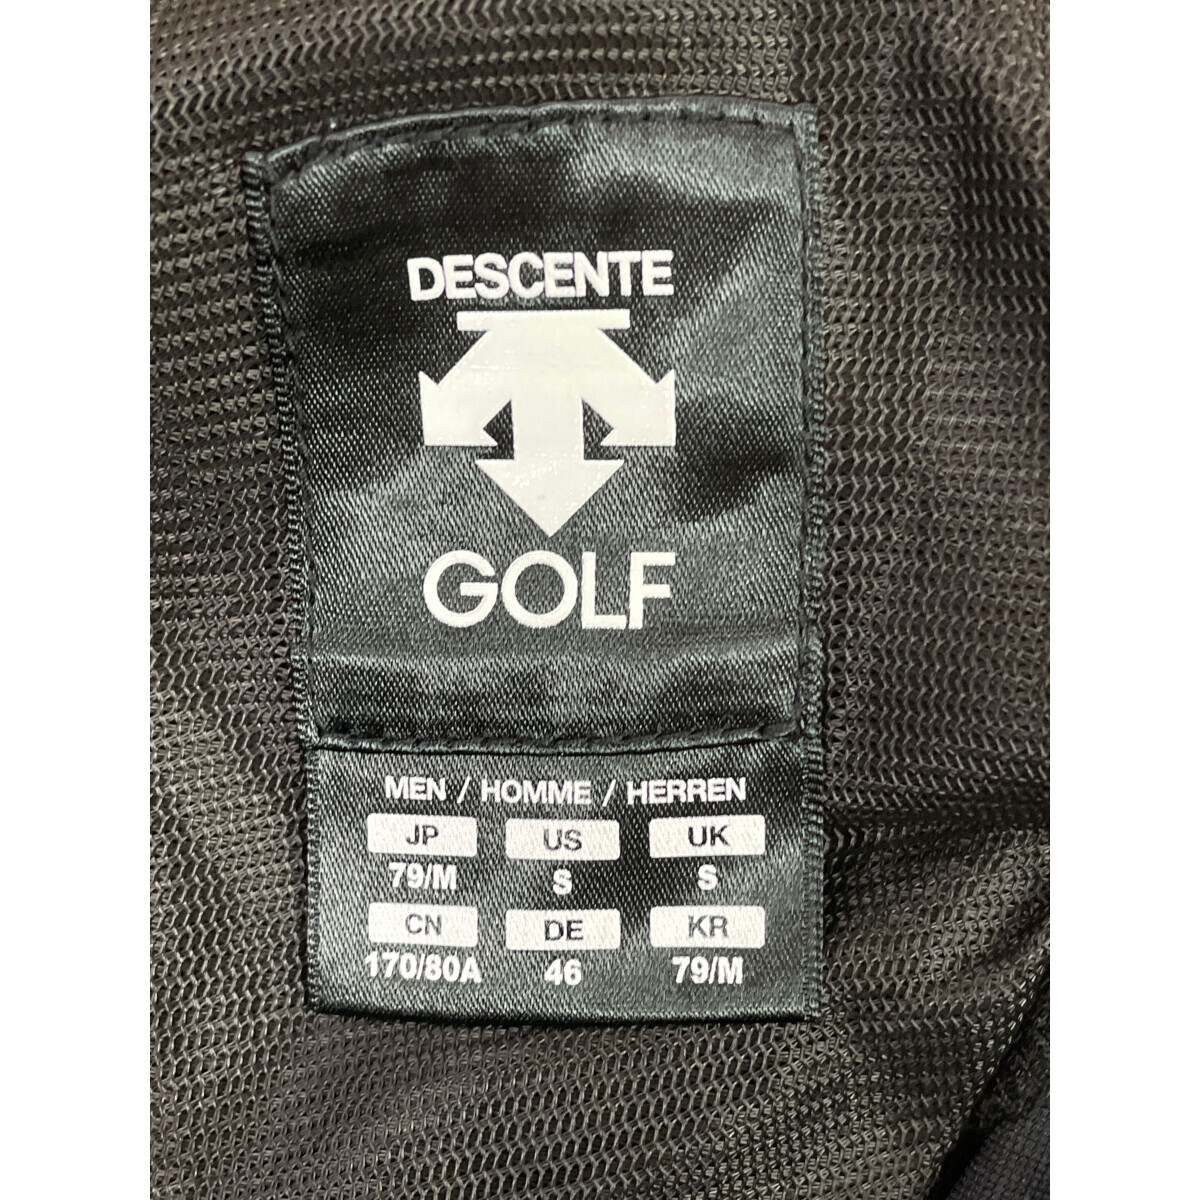 DESCENTE
GOLF
MEN / HOMME / HERREN
JP US UK
79/M S S
CN DE KR
170/80A 46 79/M